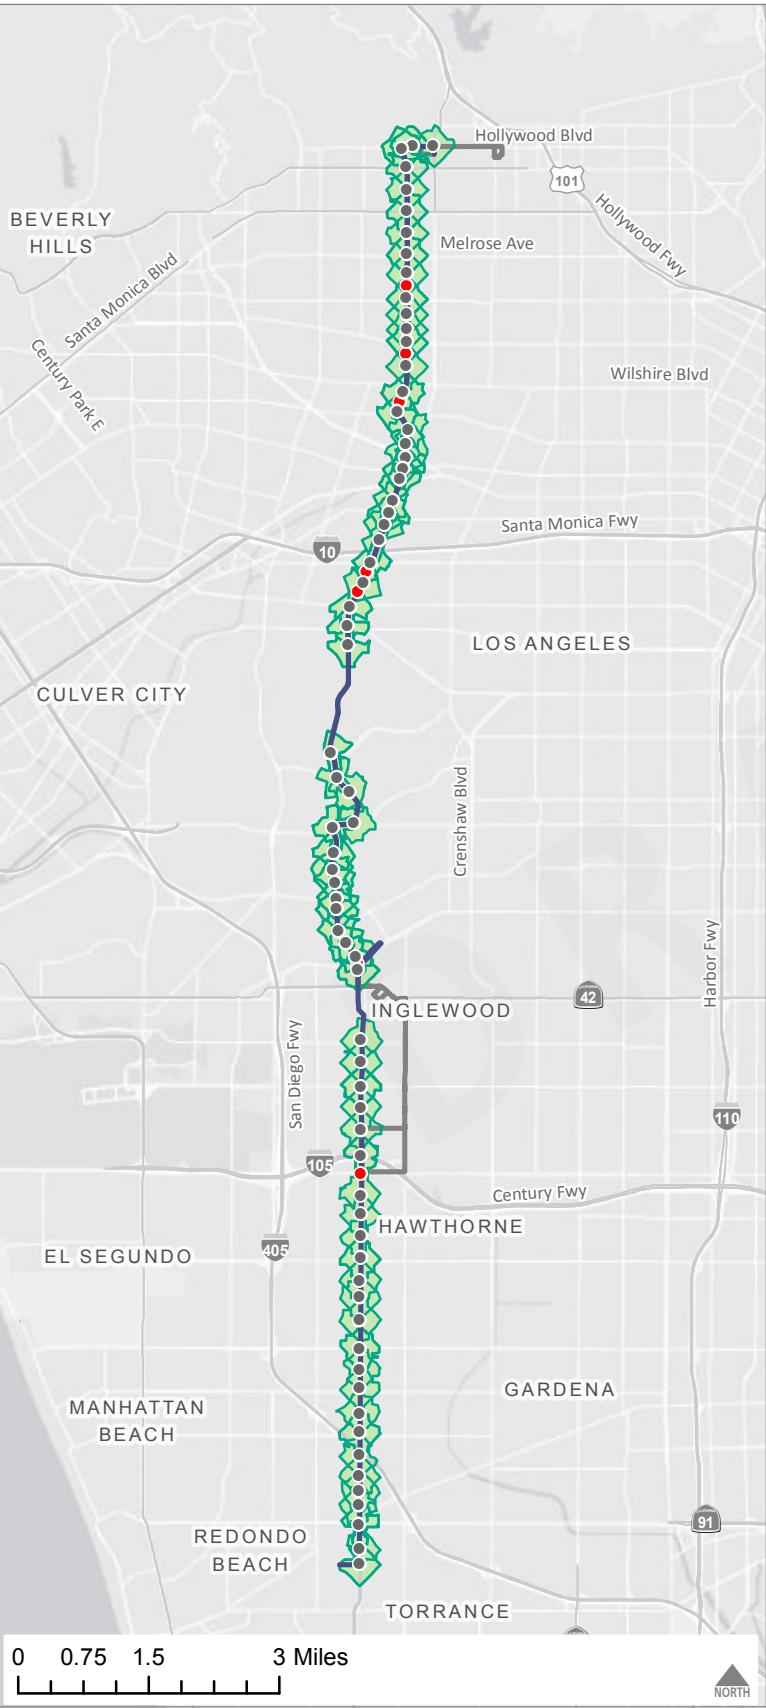 Hollywood Blvd
101
Hollywood Fwy
BEVERLY
HILLS
Melrose Ave
Santa Monica Blvd
Century Park E
Wilshire Blvd
Santa Monica Fwy
10
LOS ANGELES
CULVER CITY
Crenshaw Blvd
Harbor Fwy
42
INGLEWOOD
San Diego Fwy
110
105
Century Fwy
HAWTHORNE
405
EL SEGUNDO
GARDENA
MANHATTAN
BEACH
91
REDONDO
BEACH
TORRANCE
0 0.75 1.5 3 Miles
NORTH